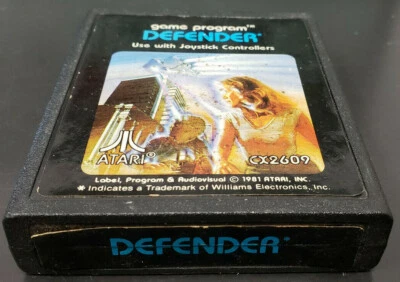 game program™
DEFENDER*
Use with Joystick Controllers
ATARI®
CX2609
Label, Program & Audiovisual © 1981 ATARI, INC.
* Indicates a Trademark of Williams Electronics, Inc.
DEFENDER*